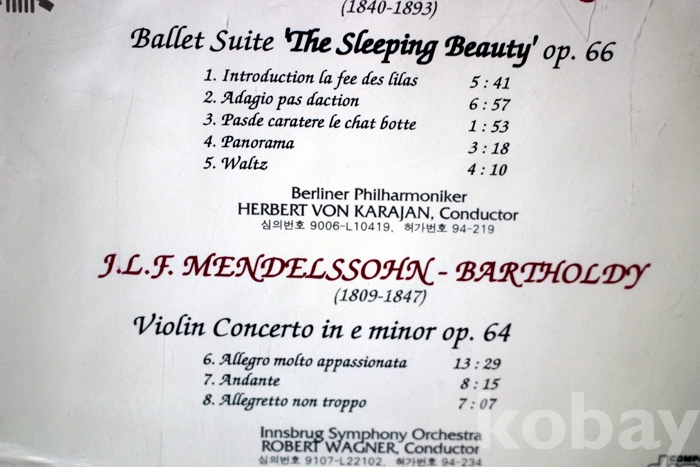 (1840-1893)
Ballet Suite 'The Sleeping Beauty' op. 66
1. Introduction la fee des lilas 5 : 41
2. Adagio pas daction 6 : 57
3. Pasde caratere le chat botte 1 : 53
4. Panorama 3 : 18
5. Waltz 4 : 10
Berliner Philharmoniker
HERBERT VON KARAJAN, Conductor
심의번호 9006-L10419, 허가번호 94-219
J.L.F. MENDELSSOHN - BARTHOLDY
(1809-1847)
Violin Concerto in e minor op. 64
6. Allegro molto appassionata 13 : 29
7. Andante 8 : 15
8. Allegretto non troppo 7 : 07
Innsbrug Symphony Orchestra
ROBERT WAGNER, Conductor
심의번호 9107-L22102, 허가번호 94-234
kobay